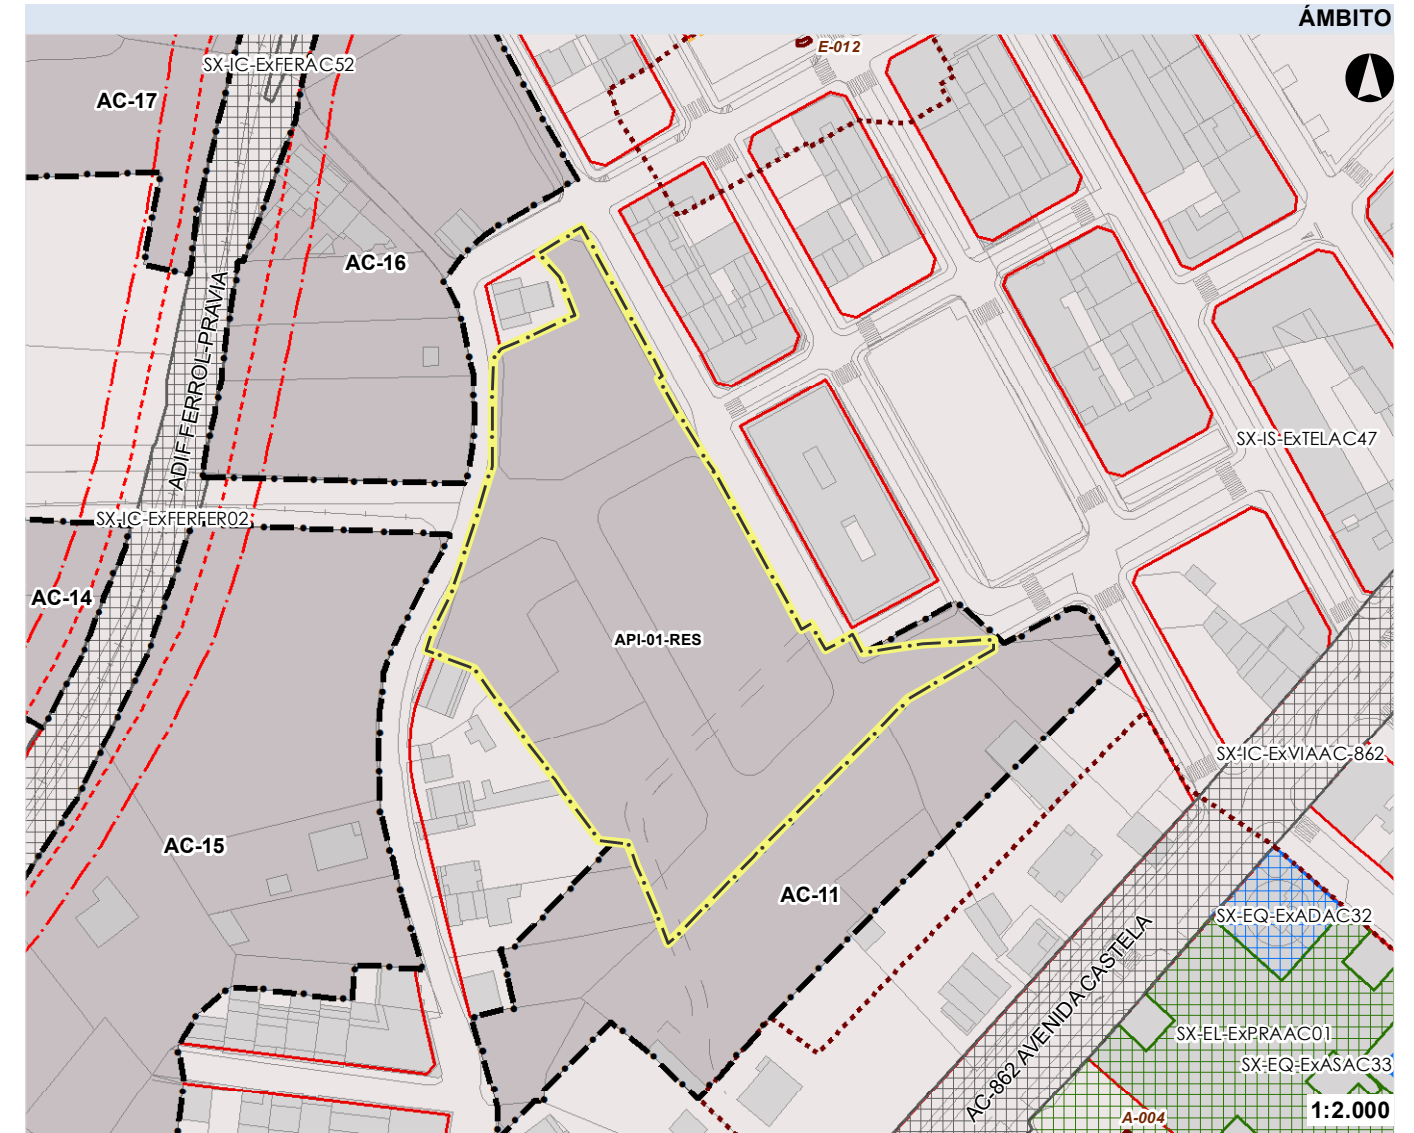 ÁMBITO
E-012
SX-IC-ExFERAC52
AC-17
AC-16
ADIF FERROL-PRAVIA
SX-IS-ExTELAC47
SX-IC-ExFERFER02
AC-14
API-01-RES
SX-IC-ExVIAAC-862
AC-15
AC-11
SX-EQ-ExADAC32
AC-862 AVENIDA CASTELA
SX-EL-ExPRAAC01
SX-EQ-ExASAC33
A-004
1:2.000